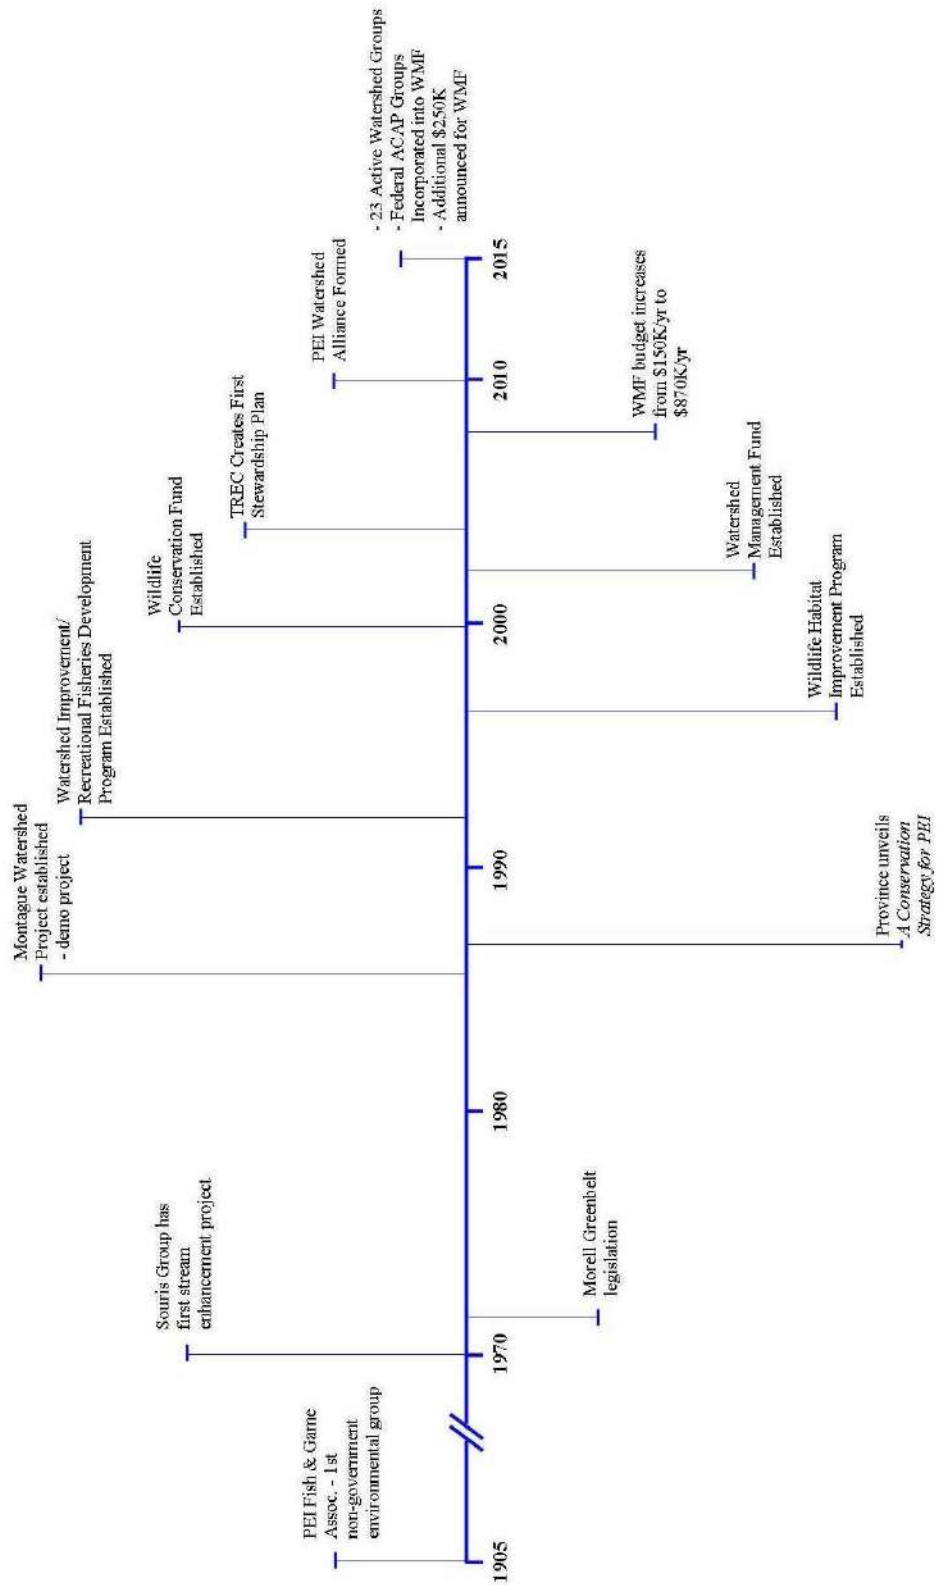 PEI Fish & Game
Assoc. - 1st
non-government
environmental group
Souris Group has
first stream
enhancement project
Montague Watershed
Project established
- demo project
Watershed Improvement/
Recreational Fisheries Development
Program Established
Wildlife
Conservation Fund
Established
TREC Creates First
Stewardship Plan
PEI Watershed
Alliance Formed
- 23 Active Watershed Groups
- Federal ACAP Groups
Incorporated into WMF
- Additional $250K
announced for WMF
1905
1970
1980
1990
2000
2010
2015
Morell Greenbelt
legislation
Province unveils
A Conservation
Strategy for PEI
Wildlife Habitat
Improvement Program
Established
Watershed
Management Fund
Established
WMF budget increases
from $150K/yr to
$870K/yr